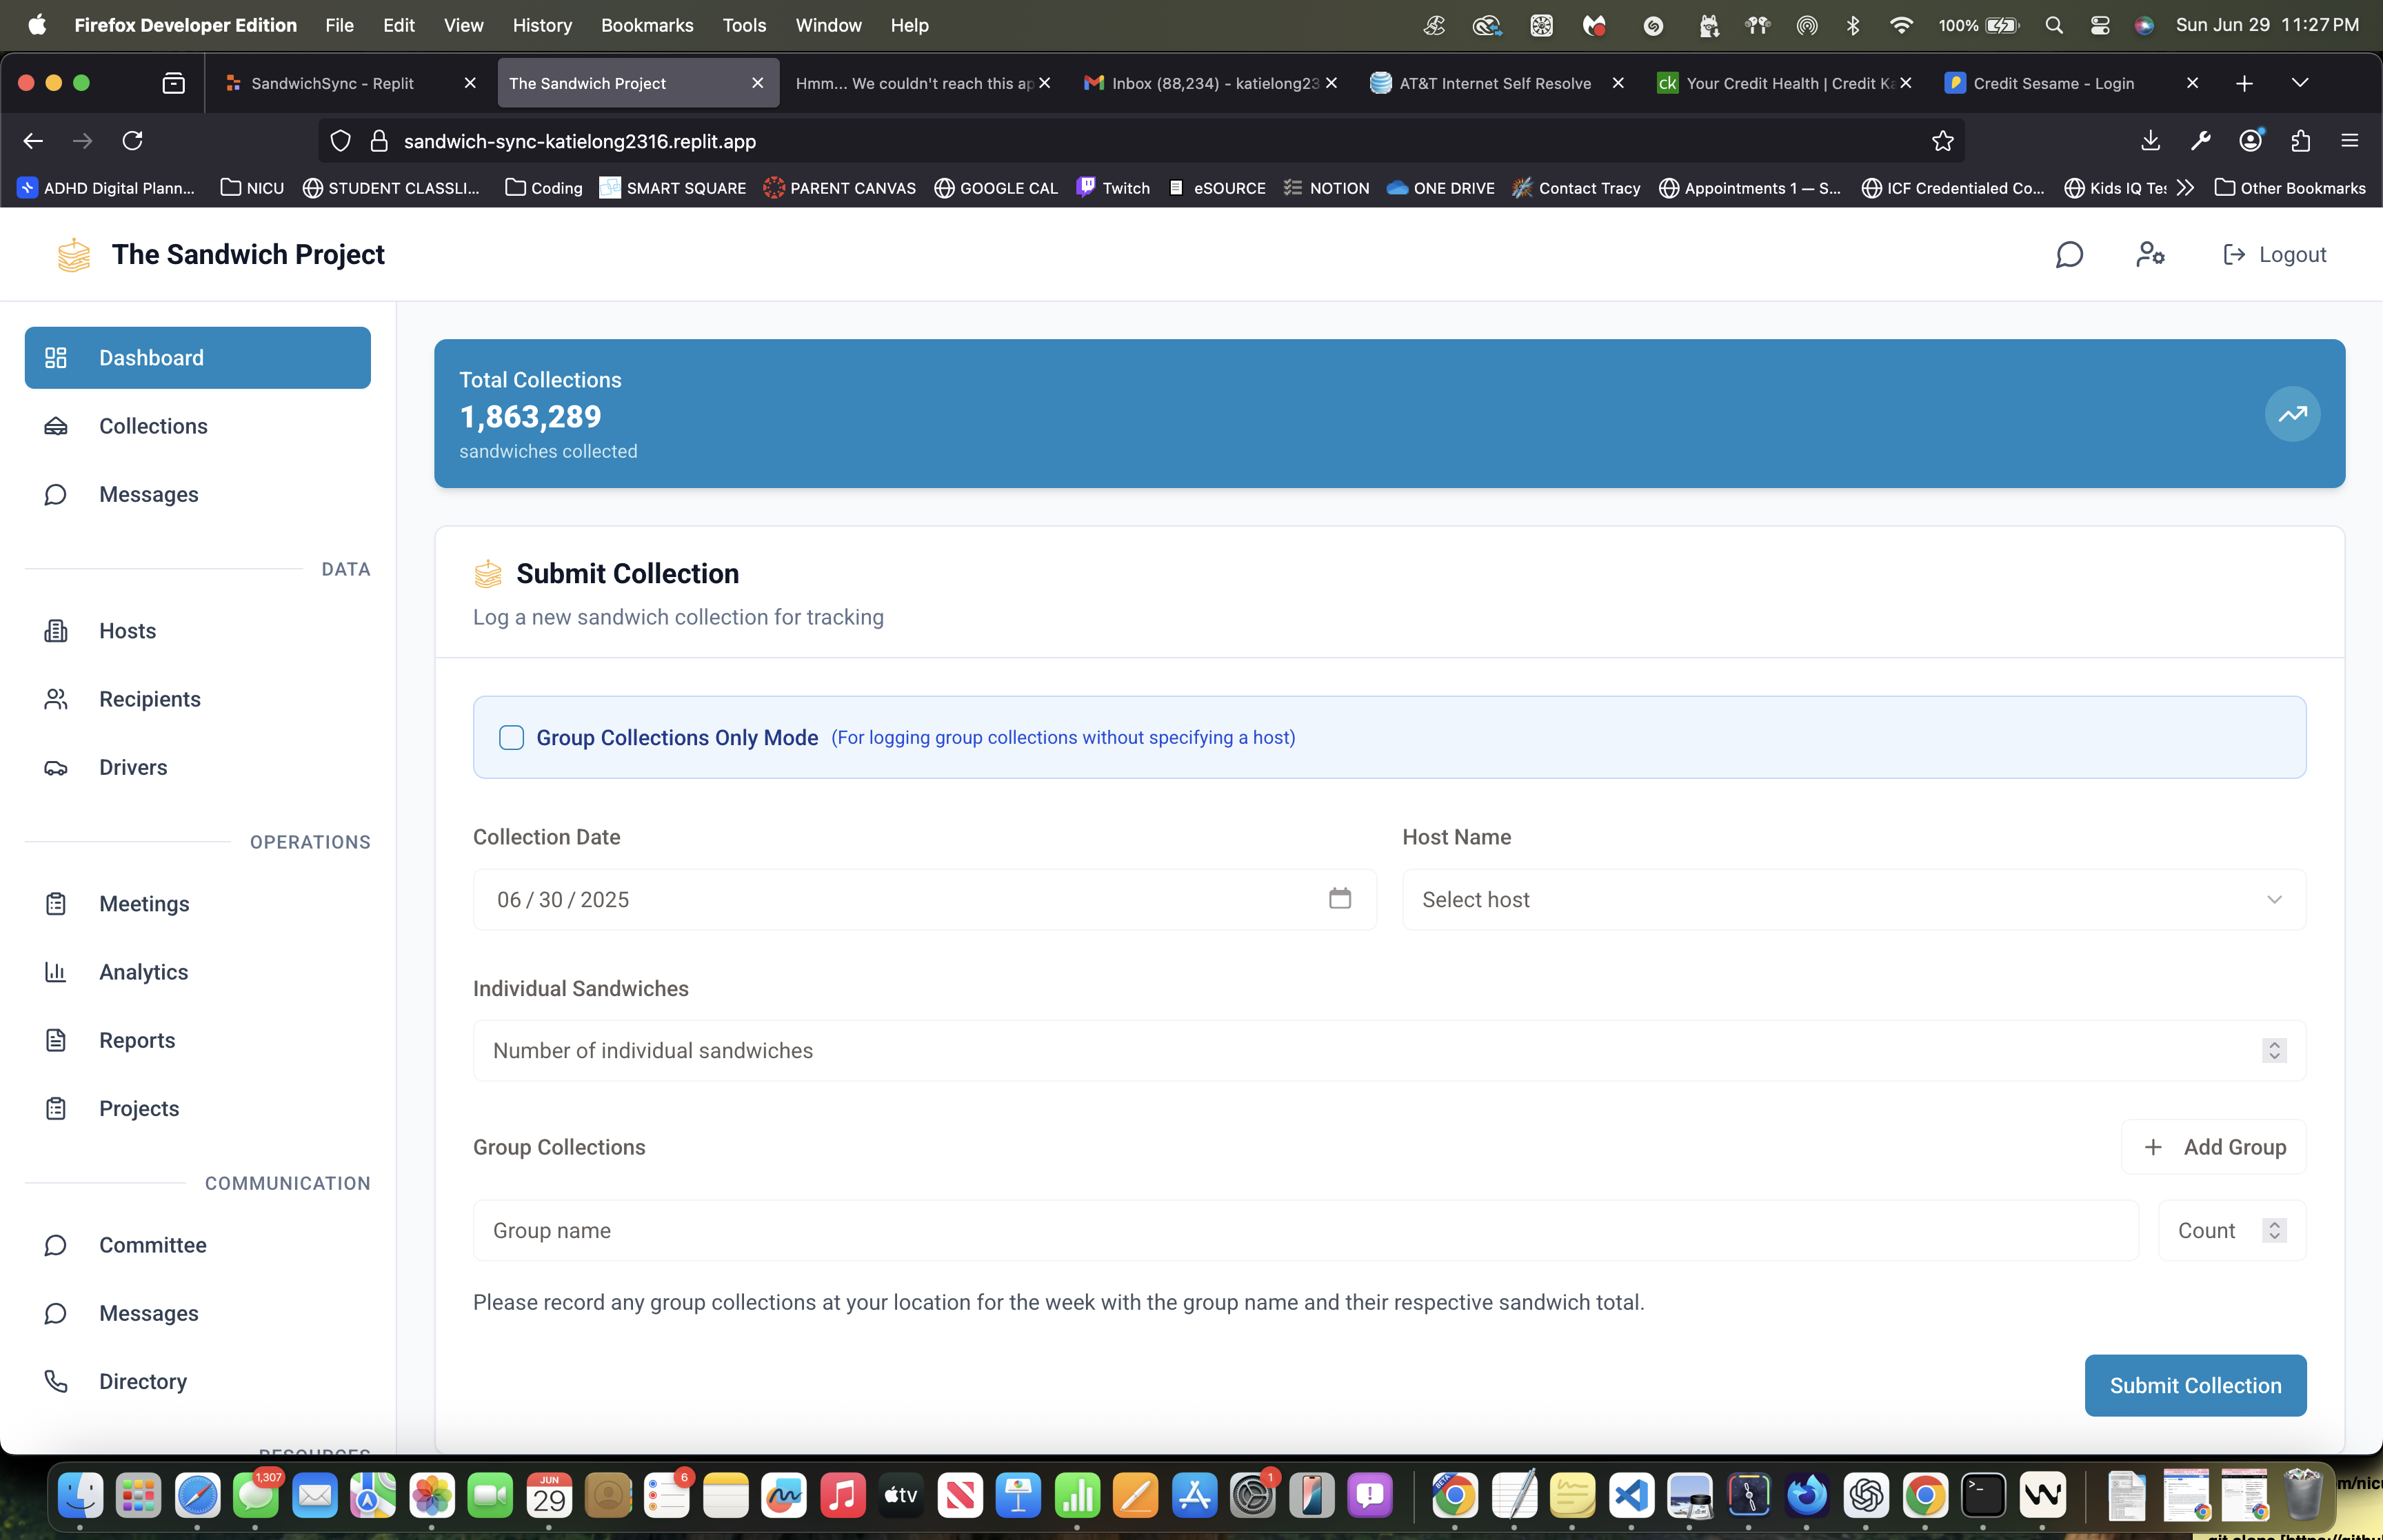 Firefox Developer Edition File Edit View History Bookmarks Tools Window Help 100% Sun Jun 29 11:27 PM
SandwichSync - Replit The Sandwich Project Hmm... We couldn't reach this ap Inbox (88,234) - katielong23 AT&T Internet Self Resolve ck Your Credit Health | Credit Ka Credit Sesame - Login
sandwich-sync-katielong2316.replit.app
ADHD Digital Plann... NICU STUDENT CLASSLI... Coding SMART SQUARE PARENT CANVAS GOOGLE CAL Twitch eSOURCE NOTION ONE DRIVE Contact Tracy Appointments 1 — S... ICF Credentialed Co... Kids IQ Tes Other Bookmarks
The Sandwich Project Logout
Dashboard
Collections
Messages
DATA
Hosts
Recipients
Drivers
OPERATIONS
Meetings
Analytics
Reports
Projects
COMMUNICATION
Committee
Messages
Directory
RESOURCES
Total Collections
1,863,289
sandwiches collected
Submit Collection
Log a new sandwich collection for tracking
Group Collections Only Mode (For logging group collections without specifying a host)
Collection Date Host Name
06 / 30 / 2025 Select host
Individual Sandwiches
Number of individual sandwiches
Group Collections Add Group
Group name Count
Please record any group collections at your location for the week with the group name and their respective sandwich total.
Submit Collection
1,307 JUN 29 6 tv 1 BETA
m/nicu